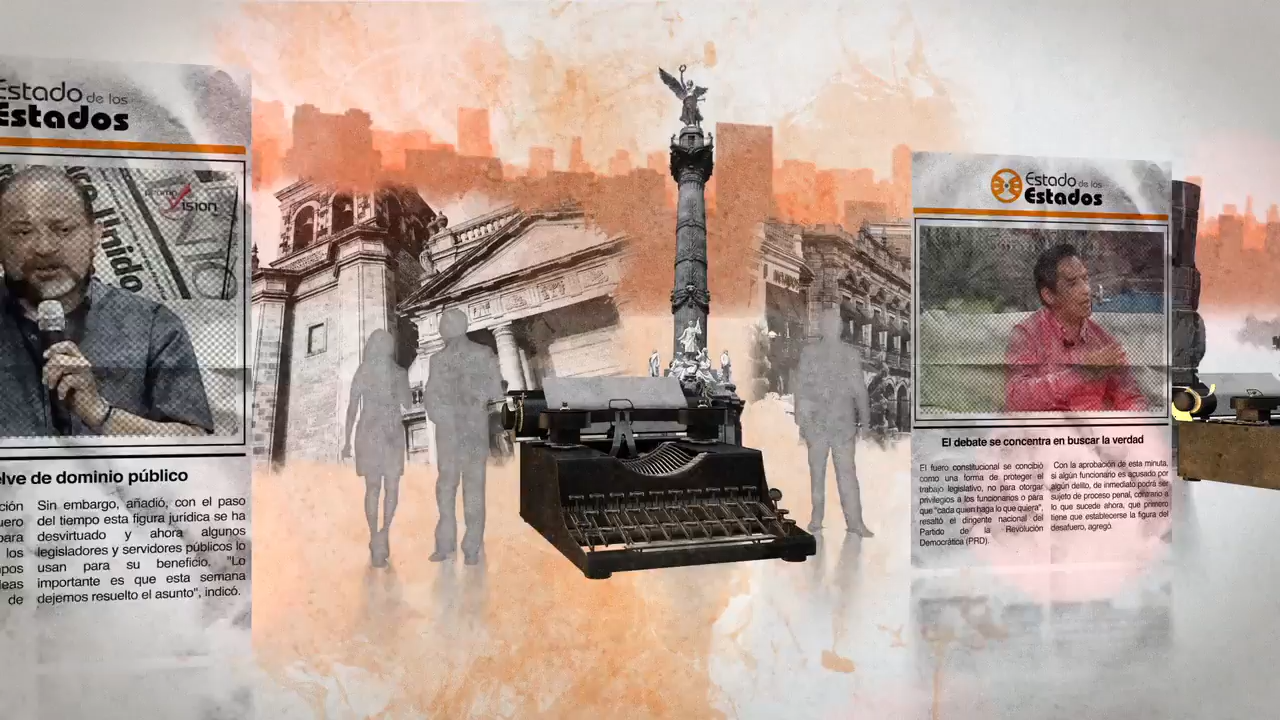 Estado de los
Estados
Unido
Vision
elve de dominio público
ción
uero
para
los
mpos
leas
de
Sin embargo, añadió, con el paso
del tiempo esta figura jurídica se ha
desvirtuado y ahora algunos
legisladores y servidores públicos lo
usan para su beneficio. "Lo
importante es que esta semana
dejemos resuelto el asunto", indicó.
Estado de los
Estados
El debate se concentra en buscar la verdad
El fuero constitucional se concibió
como una forma de proteger el
trabajo legislativo, no para otorgar
privilegios a los funcionarios o para
que "cada quien haga lo que quiera",
resaltó el dirigente nacional del
Partido de la Revolución
Democrática (PRD).
Con la aprobación de esta minuta,
si algún funcionario es acusado por
algún delito, de inmediato podrá ser
sujeto de proceso penal, contrario a
lo que sucede ahora, que primero
tiene que establecerse la figura del
desafuero, agregó.